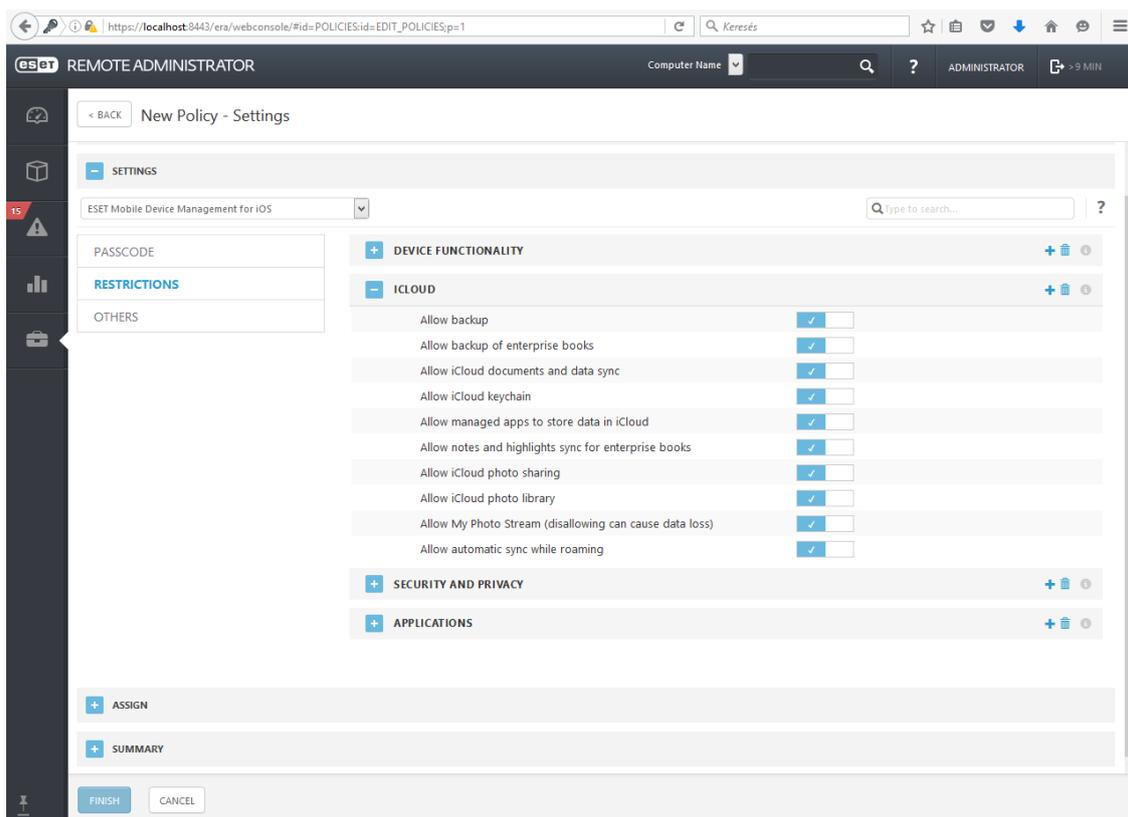 https://localhost:8443/era/webconsole/#id=POLICIES:id=EDIT_POLICIES;p=1
Keresés
eset REMOTE ADMINISTRATOR
Computer Name
?
ADMINISTRATOR
>9 MIN
< BACK
New Policy - Settings
SETTINGS
15
ESET Mobile Device Management for iOS
Type to search...
?
PASSCODE
RESTRICTIONS
OTHERS
DEVICE FUNCTIONALITY
ICLOUD
Allow backup
Allow backup of enterprise books
Allow iCloud documents and data sync
Allow iCloud keychain
Allow managed apps to store data in iCloud
Allow notes and highlights sync for enterprise books
Allow iCloud photo sharing
Allow iCloud photo library
Allow My Photo Stream (disallowing can cause data loss)
Allow automatic sync while roaming
SECURITY AND PRIVACY
APPLICATIONS
ASSIGN
SUMMARY
FINISH
CANCEL